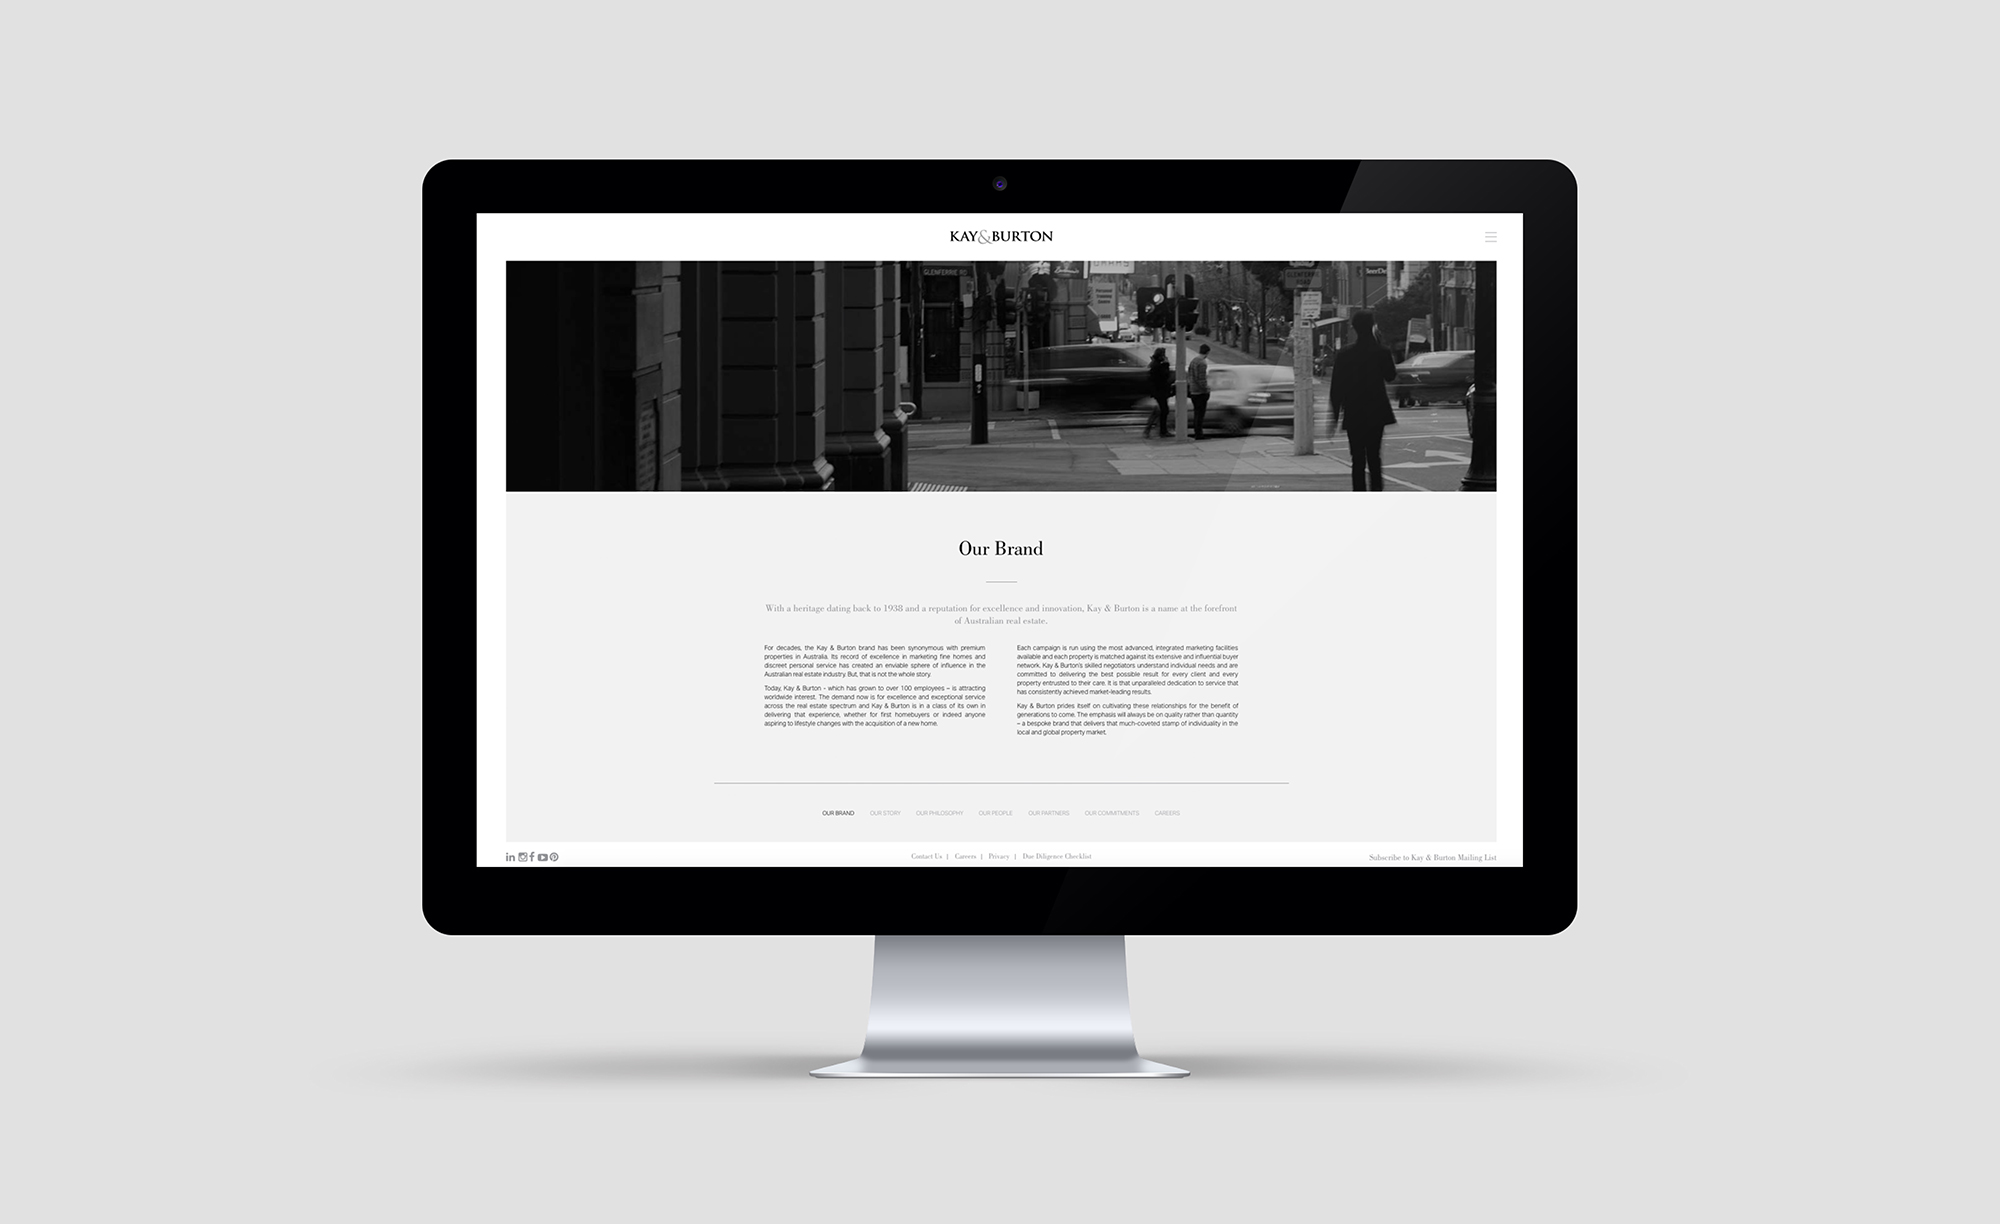 KAY&BURTON
GLENFERRIE RD
GLENFERRIE
Personal
Training
Our Brand
With a heritage dating back to 1938 and a reputation for excellence and innovation, Kay & Burton is a name at the forefront
of Australian real estate.
For decades, the Kay & Burton brand has been synonymous with premium
properties in Australia. Its record of excellence in marketing fine homes and
discreet personal service has created an enviable sphere of influence in the
Australian real estate industry. But, that is not the whole story.
Today, Kay & Burton - which has grown to over 100 employees – is attracting
worldwide interest. The demand now is for excellence and exceptional service
across the real estate spectrum and Kay & Burton is in a class of its own in
delivering that experience, whether for first homebuyers or indeed anyone
aspiring to lifestyle changes with the acquisition of a new home.
Each campaign is run using the most advanced, integrated marketing facilities
available and each property is matched against its extensive and influential buyer
network. Kay & Burton's skilled negotiators understand individual needs and are
committed to delivering the best possible result for every client and every
property entrusted to their care. It is that unparalleled dedication to service that
has consistently achieved market-leading results.
Kay & Burton prides itself on cultivating these relationships for the benefit of
generations to come. The emphasis will always be on quality rather than quantity
– a bespoke brand that delivers that much-coveted stamp of individuality in the
local and global property market.
OUR BRAND OUR STORY OUR PHILOSOPHY OUR PEOPLE OUR PARTNERS OUR COMMITMENTS CAREERS
Contact Us | Careers | Privacy | Due Diligence Checklist
Subscribe to Kay & Burton Mailing List